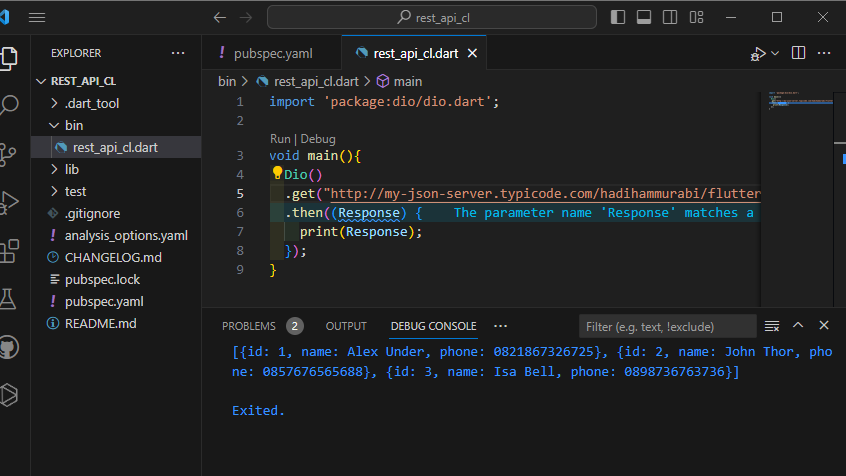 rest_api_cl
EXPLORER
REST_API_CL
.dart_tool
bin
rest_api_cl.dart
lib
test
.gitignore
analysis_options.yaml
CHANGELOG.md
pubspec.lock
pubspec.yaml
README.md
pubspec.yaml
rest_api_cl.dart
bin > rest_api_cl.dart > main
1 import 'package:dio/dio.dart';
2
Run | Debug
3 void main(){
4 Dio()
5 .get("http://my-json-server.typicode.com/hadihammurabi/flutter
6 .then((Response) { The parameter name 'Response' matches a
7 print(Response);
8 });
9 }
PROBLEMS 2 OUTPUT DEBUG CONSOLE Filter (e.g. text, !exclude)
[{id: 1, name: Alex Under, phone: 0821867326725}, {id: 2, name: John Thor, pho
ne: 0857676565688}, {id: 3, name: Isa Bell, phone: 0898736763736}]
Exited.